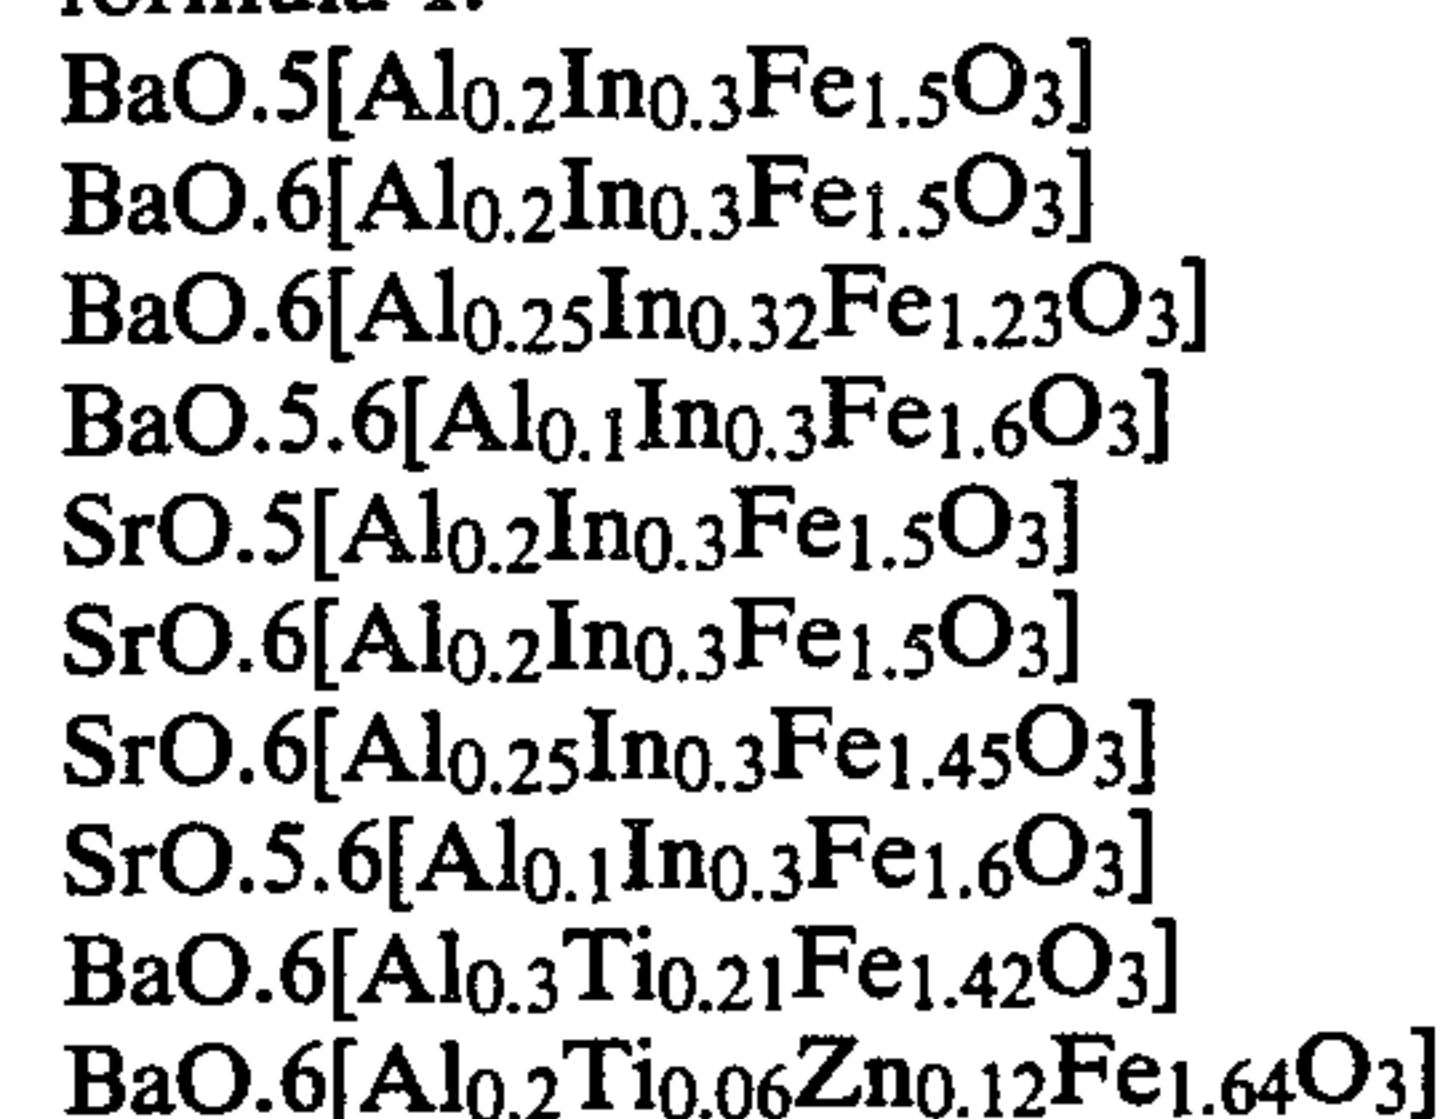 formula 1:
BaO.5[Al0.2In0.3Fe1.5O3]
BaO.6[Al0.2In0.3Fe1.5O3]
BaO.6[Al0.25In0.32Fe1.23O3]
BaO.5.6[Al0.1In0.3Fe1.6O3]
SrO.5[Al0.2In0.3Fe1.5O3]
SrO.6[Al0.2In0.3Fe1.5O3]
SrO.6[Al0.25In0.3Fe1.45O3]
SrO.5.6[Al0.1In0.3Fe1.6O3]
BaO.6[Al0.3Ti0.21Fe1.42O3]
BaO.6[Al0.2Ti0.06Zn0.12Fe1.64O3]